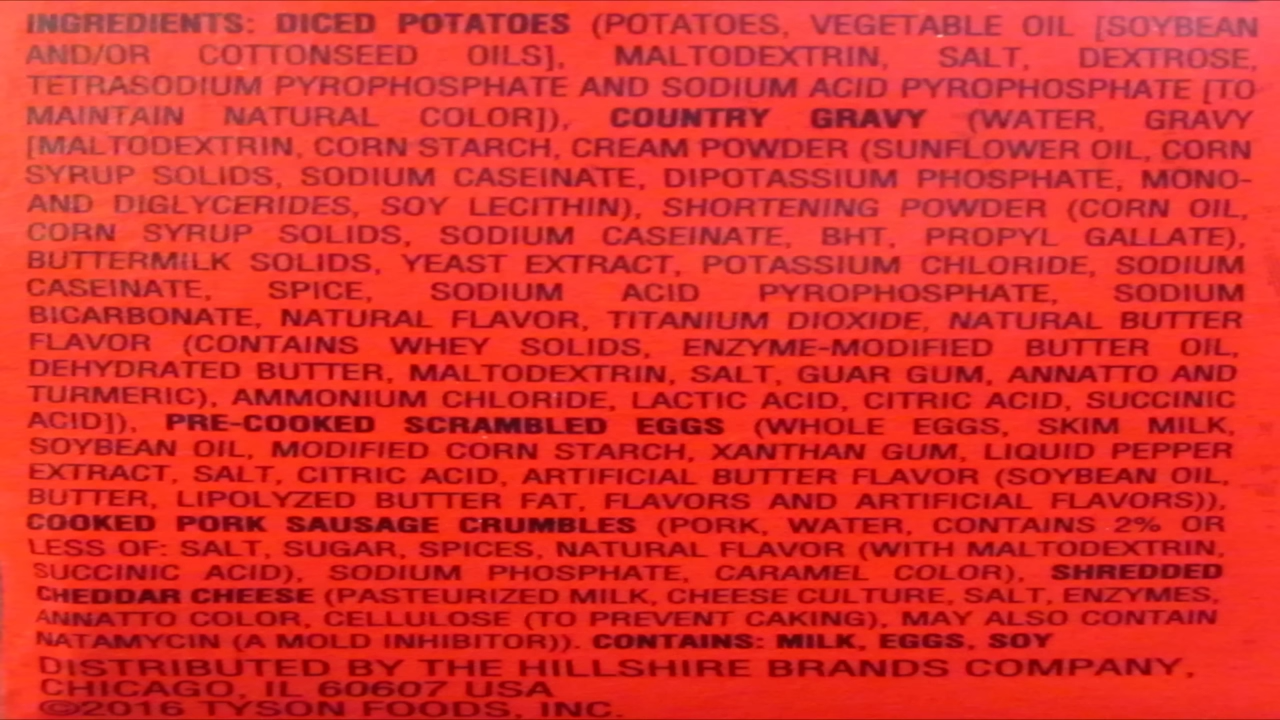 INGREDIENTS: DICED POTATOES (POTATOES, VEGETABLE OIL [SOYBEAN
AND/OR COTTONSEED OILS], MALTODEXTRIN, SALT, DEXTROSE,
TETRASODIUM PYROPHOSPHATE AND SODIUM ACID PYROPHOSPHATE [TO
MAINTAIN NATURAL COLOR]), COUNTRY GRAVY (WATER, GRAVY
[MALTODEXTRIN, CORN STARCH, CREAM POWDER (SUNFLOWER OIL, CORN
SYRUP SOLIDS, SODIUM CASEINATE, DIPOTASSIUM PHOSPHATE, MONO-
AND DIGLYCERIDES, SOY LECITHIN), SHORTENING POWDER (CORN OIL,
CORN SYRUP SOLIDS, SODIUM CASEINATE, BHT, PROPYL GALLATE),
BUTTERMILK SOLIDS, YEAST EXTRACT, POTASSIUM CHLORIDE, SODIUM
CASEINATE, SPICE, SODIUM ACID PYROPHOSPHATE, SODIUM
BICARBONATE, NATURAL FLAVOR, TITANIUM DIOXIDE, NATURAL BUTTER
FLAVOR (CONTAINS WHEY SOLIDS, ENZYME-MODIFIED BUTTER OIL,
DEHYDRATED BUTTER, MALTODEXTRIN, SALT, GUAR GUM, ANNATTO AND
TURMERIC), AMMONIUM CHLORIDE, LACTIC ACID, CITRIC ACID, SUCCINIC
ACID]), PRE-COOKED SCRAMBLED EGGS (WHOLE EGGS, SKIM MILK,
SOYBEAN OIL, MODIFIED CORN STARCH, XANTHAN GUM, LIQUID PEPPER
EXTRACT, SALT, CITRIC ACID, ARTIFICIAL BUTTER FLAVOR (SOYBEAN OIL,
BUTTER, LIPOLYZED BUTTER FAT, FLAVORS AND ARTIFICIAL FLAVORS)),
COOKED PORK SAUSAGE CRUMBLES (PORK, WATER, CONTAINS 2% OR
LESS OF: SALT, SUGAR, SPICES, NATURAL FLAVOR (WITH MALTODEXTRIN,
SUCCINIC ACID), SODIUM PHOSPHATE, CARAMEL COLOR), SHREDDED
CHEDDAR CHEESE (PASTEURIZED MILK, CHEESE CULTURE, SALT, ENZYMES,
ANNATTO COLOR, CELLULOSE (TO PREVENT CAKING), MAY ALSO CONTAIN
NATAMYCIN (A MOLD INHIBITOR)). CONTAINS: MILK, EGGS, SOY
DISTRIBUTED BY THE HILLSHIRE BRANDS COMPANY,
CHICAGO, IL 60607 USA
©2016 TYSON FOODS, INC.